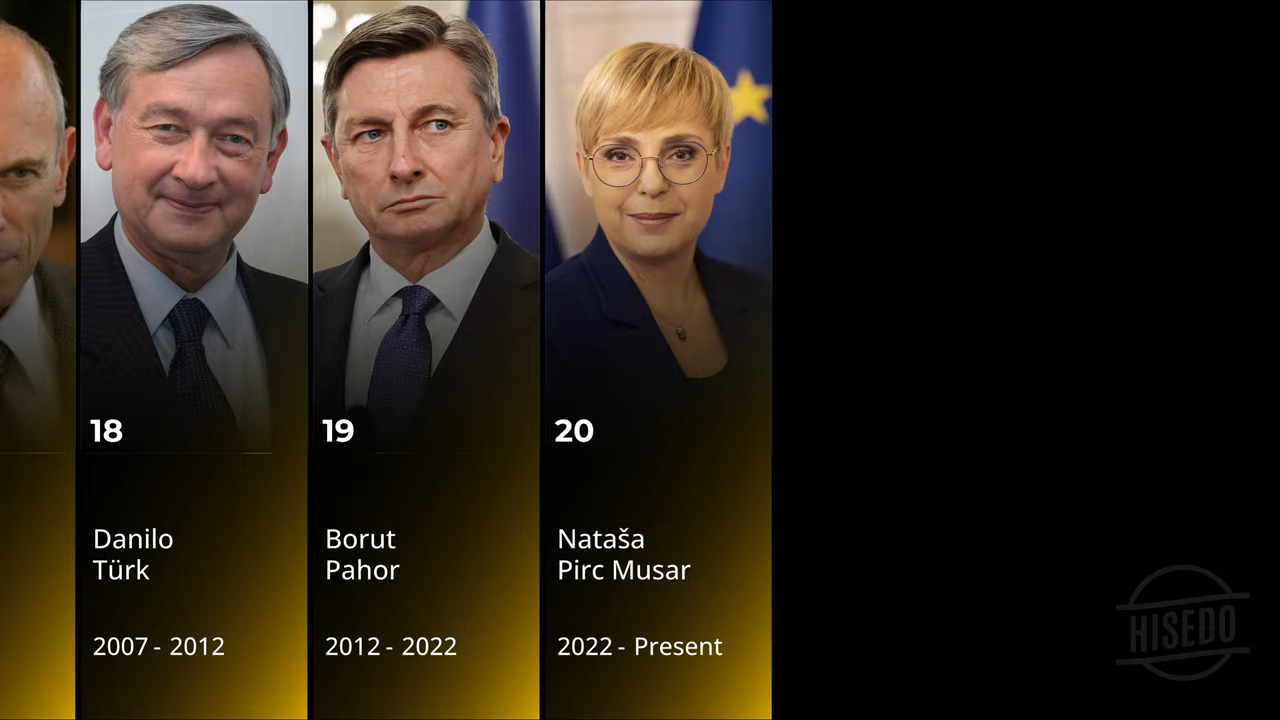 18
Danilo
Türk
2007 - 2012
19
Borut
Pahor
2012 - 2022
20
Nataša
Pirc Musar
2022 - Present
HISEDO